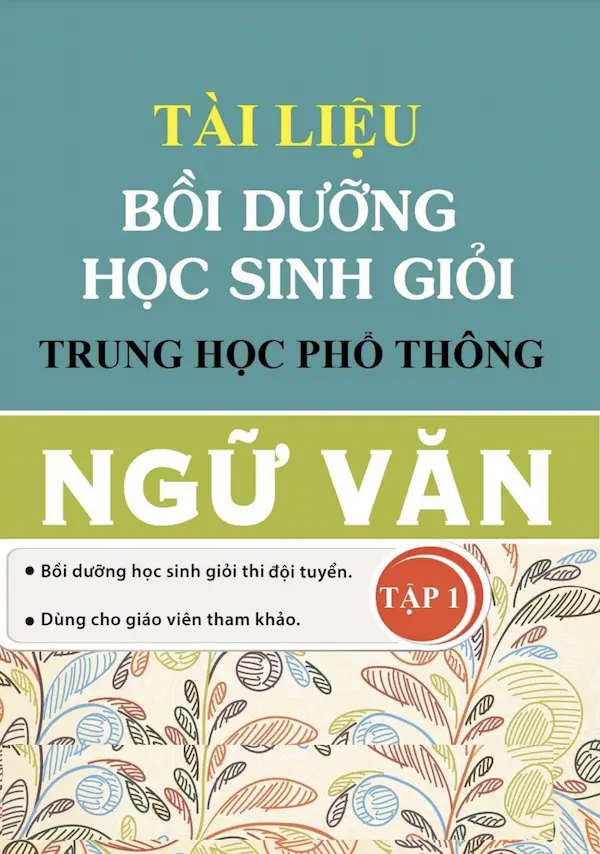 TÀI LIỆU
BỒI DƯỠNG
HỌC SINH GIỎI
TRUNG HỌC PHỔ THÔNG
NGỮ VĂN
• Bồi dưỡng học sinh giỏi thi đội tuyển.
TẬP 1
• Dùng cho giáo viên tham khảo.